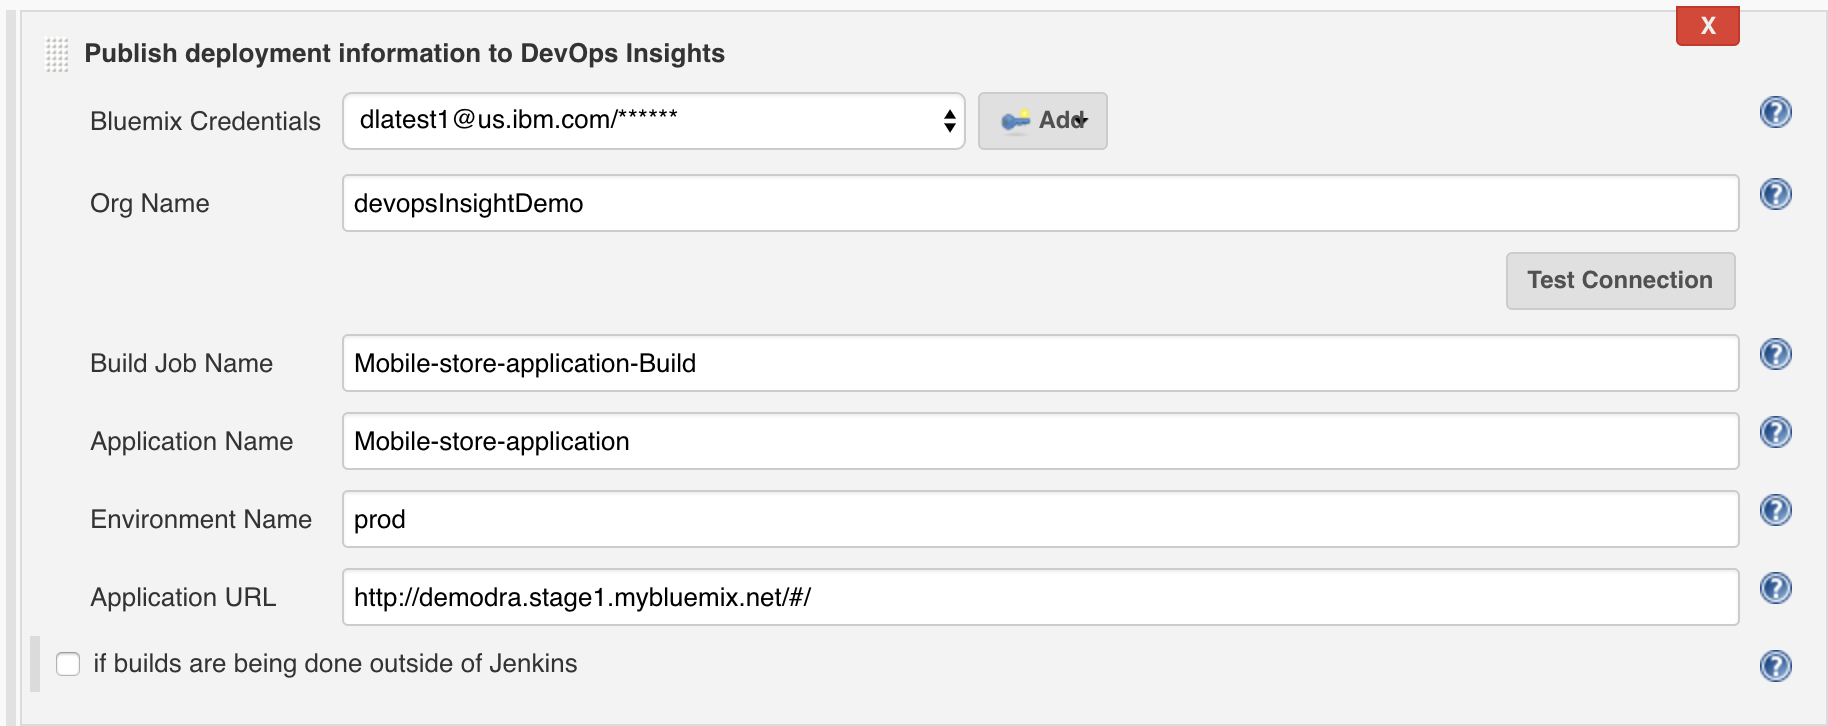 X
Publish deployment information to DevOps Insights
Bluemix Credentials dlatest1@us.ibm.com/****** Add ?
Org Name devopsInsightDemo ?
Test Connection
Build Job Name Mobile-store-application-Build ?
Application Name Mobile-store-application ?
Environment Name prod ?
Application URL http://demodra.stage1.mybluemix.net/#/ ?
if builds are being done outside of Jenkins ?